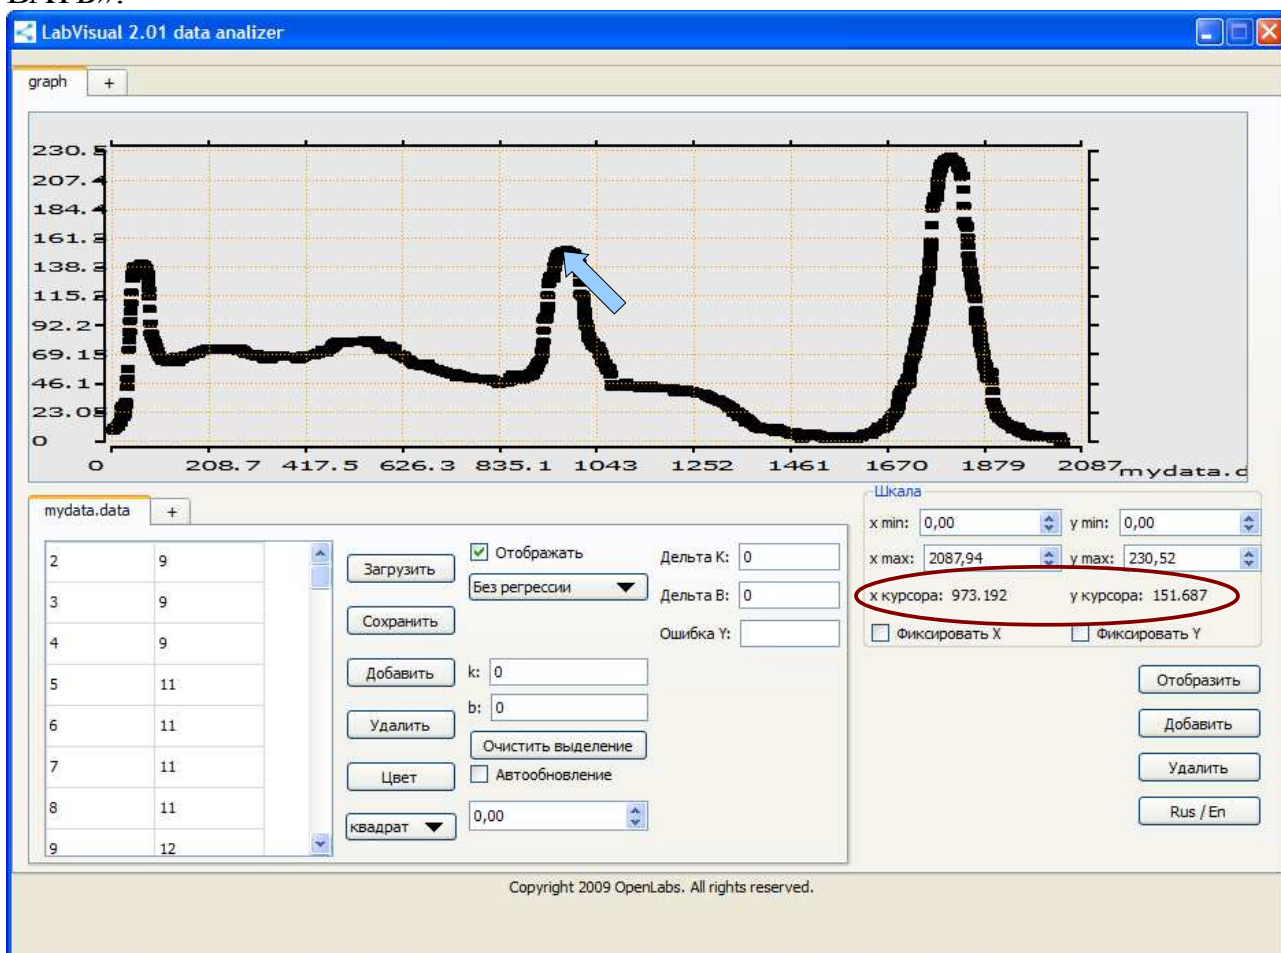 LabVisual 2.01 data analizer
graph +
230.5
207.4
184.4
161.3
138.3
115.2
92.2
69.15
46.1
23.05
0
0 208.7 417.5 626.3 835.1 1043 1252 1461 1670 1879 2087
mydata.d
mydata.data +
2 9
3 9
4 9
5 11
6 11
7 11
8 11
9 12
Загрузить
Сохранить
Добавить
Удалить
Цвет
квадрат
Отображать
Без регрессии
k: 0
b: 0
Очистить выделение
Автообновление
0,00
Дельта K: 0
Дельта B: 0
Ошибка Y:
Шкала
x min: 0,00 y min: 0,00
x max: 2087,94 y max: 230,52
x курсора: 973.192 y курсора: 151.687
Фиксировать X Фиксировать Y
Отобразить
Добавить
Удалить
Rus / En
Copyright 2009 OpenLabs. All rights reserved.